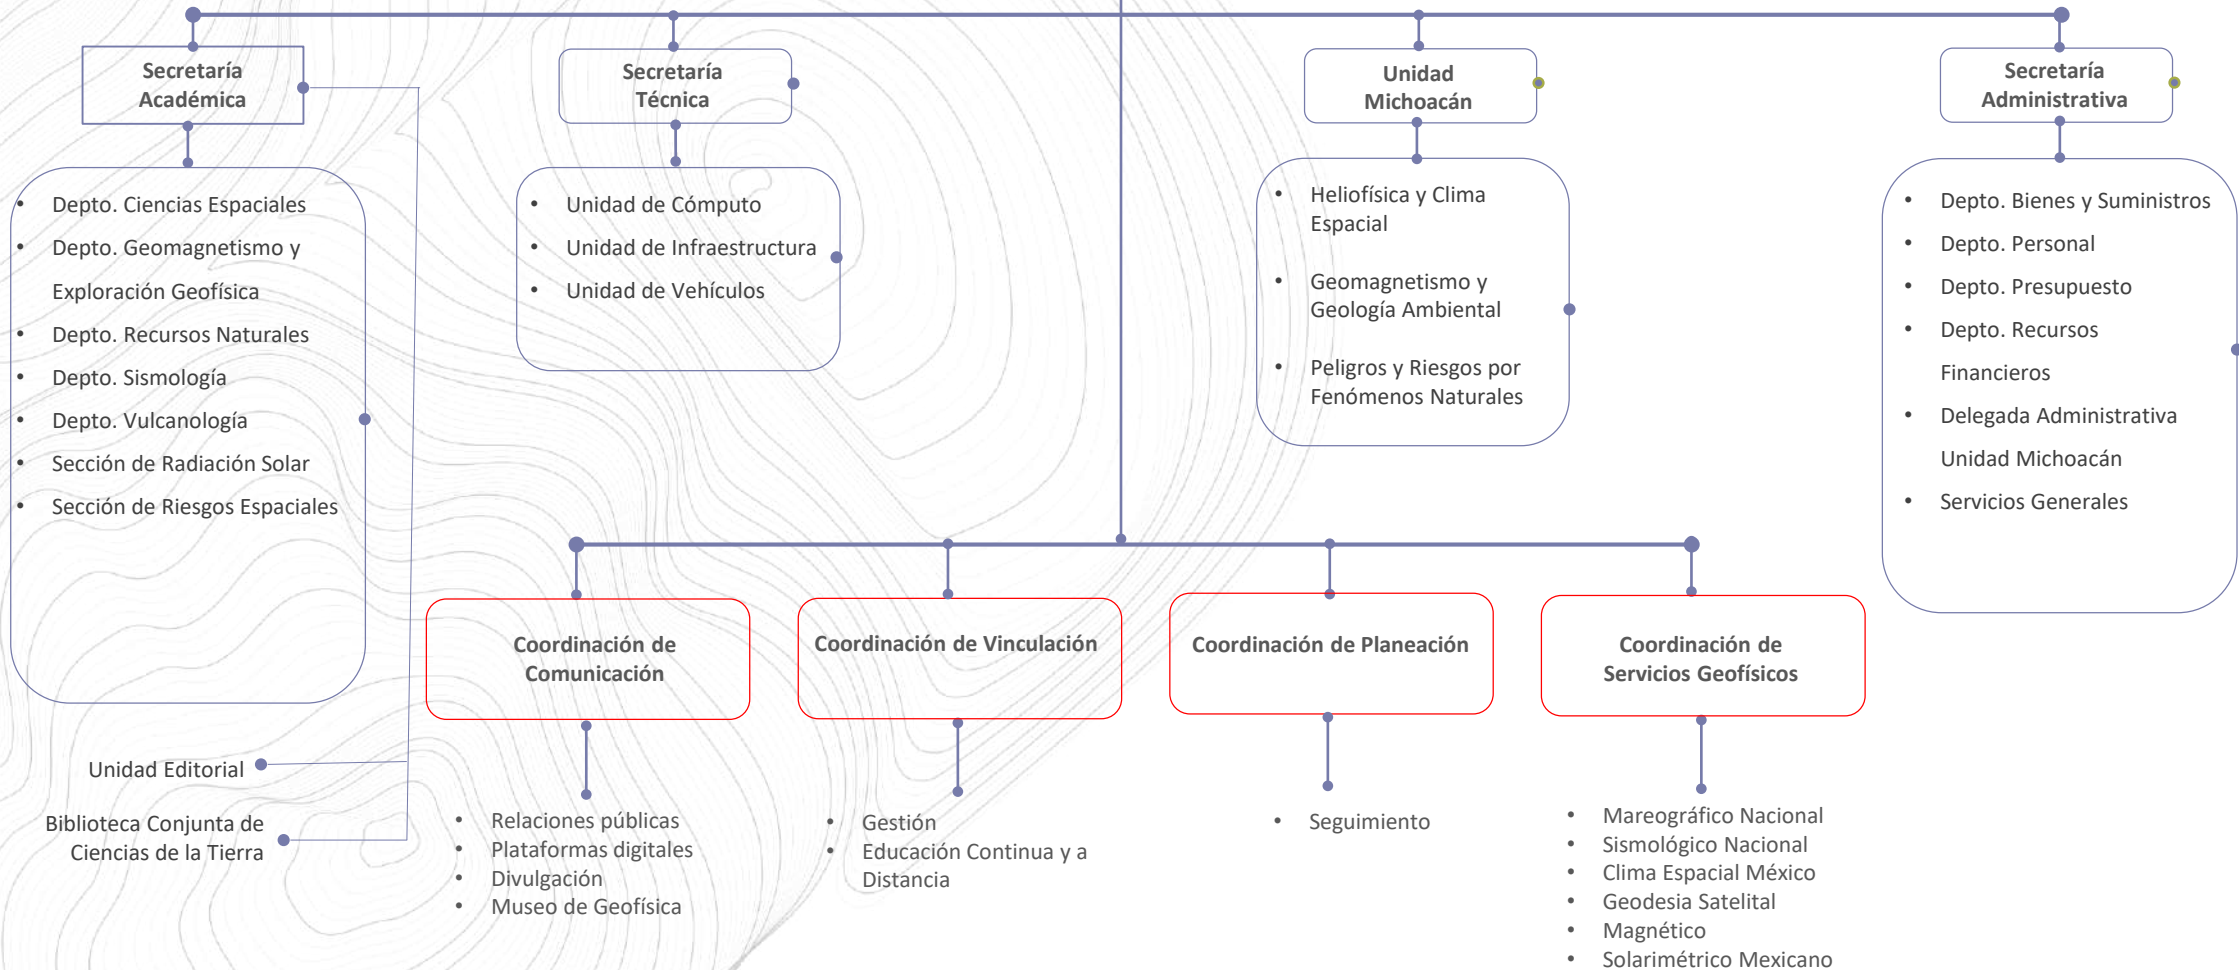 Secretaría
Académica
Secretaría
Técnica
Unidad
Michoacán
Secretaría
Administrativa
• Depto. Ciencias Espaciales
• Depto. Geomagnetismo y
Exploración Geofísica
• Depto. Recursos Naturales
• Depto. Sismología
• Depto. Vulcanología
• Sección de Radiación Solar
• Sección de Riesgos Espaciales
• Unidad de Cómputo
• Unidad de Infraestructura
• Unidad de Vehículos
• Heliofísica y Clima
Espacial
• Geomagnetismo y
Geología Ambiental
• Peligros y Riesgos por
Fenómenos Naturales
• Depto. Bienes y Suministros
• Depto. Personal
• Depto. Presupuesto
• Depto. Recursos
Financieros
• Delegada Administrativa
Unidad Michoacán
• Servicios Generales
Unidad Editorial
Biblioteca Conjunta de
Ciencias de la Tierra
Coordinación de
Comunicación
Coordinación de Vinculación
Coordinación de Planeación
Coordinación de
Servicios Geofísicos
• Relaciones públicas
• Plataformas digitales
• Divulgación
• Museo de Geofísica
• Gestión
• Educación Continua y a
Distancia
• Seguimiento
• Mareográfico Nacional
• Sismológico Nacional
• Clima Espacial México
• Geodesia Satelital
• Magnético
• Solarimétrico Mexicano